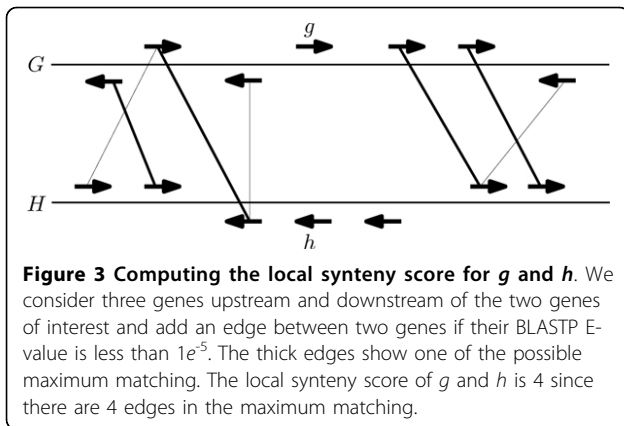 g
G
H
h
Figure 3 Computing the local synteny score for g and h. We
consider three genes upstream and downstream of the two genes
of interest and add an edge between two genes if their BLASTP E-
value is less than 1e-5. The thick edges show one of the possible
maximum matching. The local synteny score of g and h is 4 since
there are 4 edges in the maximum matching.